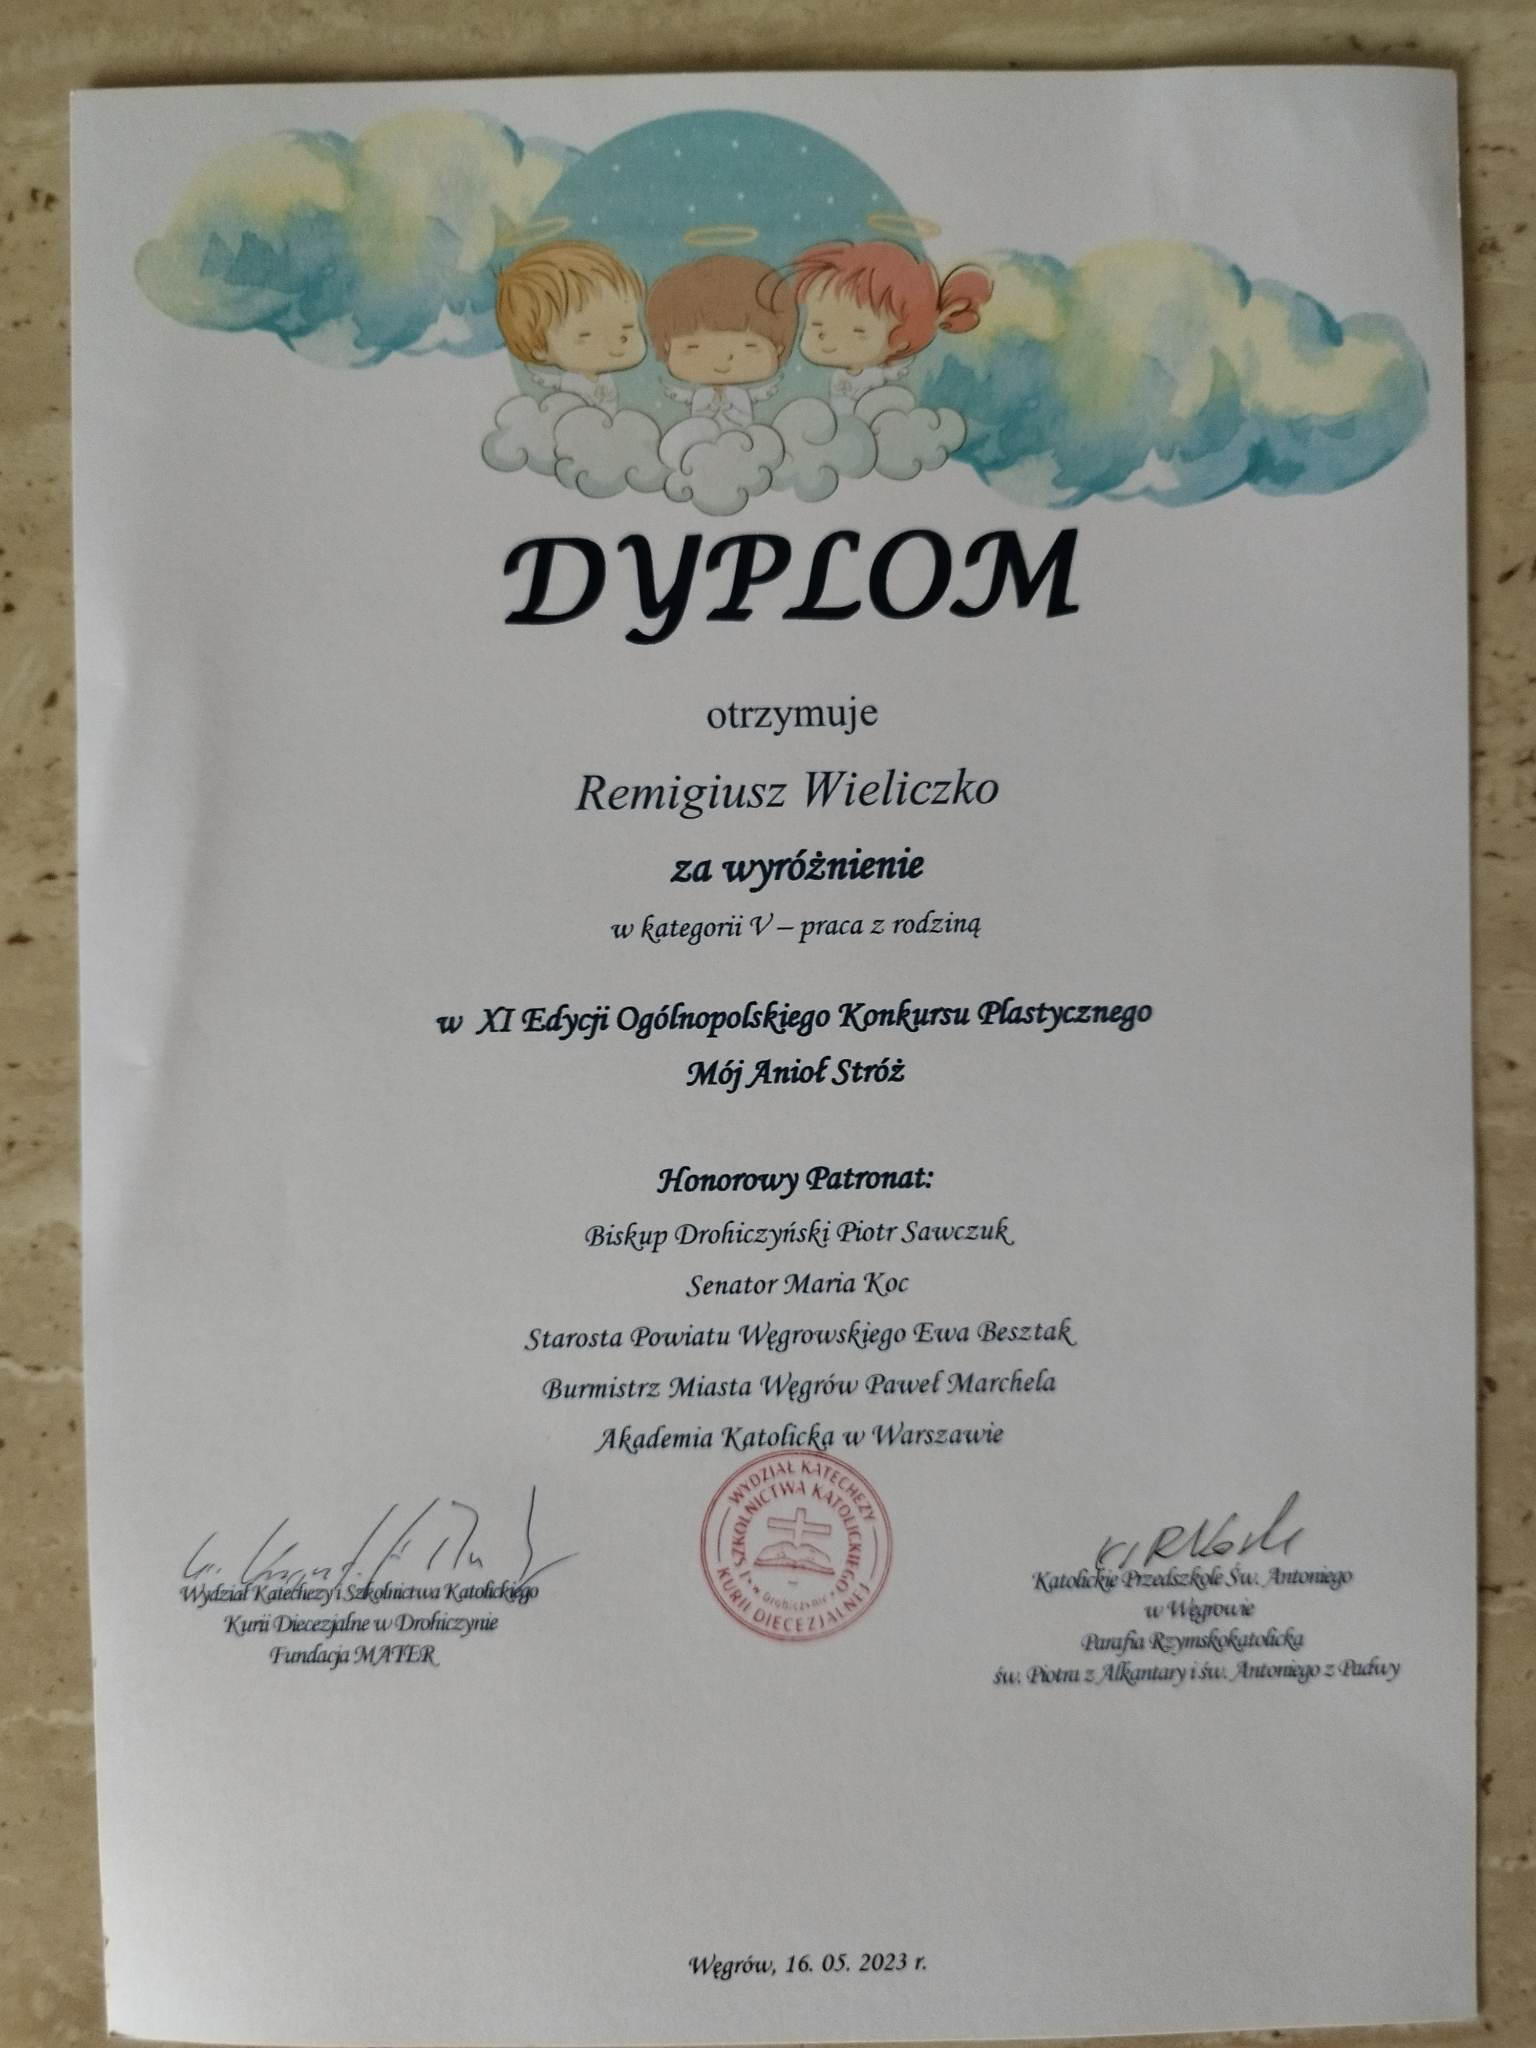 DYPLOM
otrzymuje
Remigiusz Wieliczko
za wyróżnienie
w kategorii V – praca z rodziną
w XI Edycji Ogólnopolskiego Konkursu Plastycznego
Mój Anioł Stróż
Honorowy Patronat:
Biskup Drohiczyński Piotr Sawczuk
Senator Maria Koc
Starosta Powiatu Węgrowskiego Ewa Besztak
Burmistrz Miasta Węgrów Paweł Marchela
Akademia Katolicka w Warszawie
WYDZIAŁ KATECHEZY
I SZKOLNICTWA KATOLICKIEGO
KURII DIECEZJALNEJ
w Drohiczynie
Wydział Katechezy i Szkolnictwa Katolickiego
Kurii Diecezjalne w Drohiczynie
Fundacja MATER
Katolickie Przedszkole Św. Antoniego
w Węgrowie
Parafia Rzymskokatolicka
św. Piotra z Alkantary i św. Antoniego z Padwy
Węgrów, 16. 05. 2023 r.